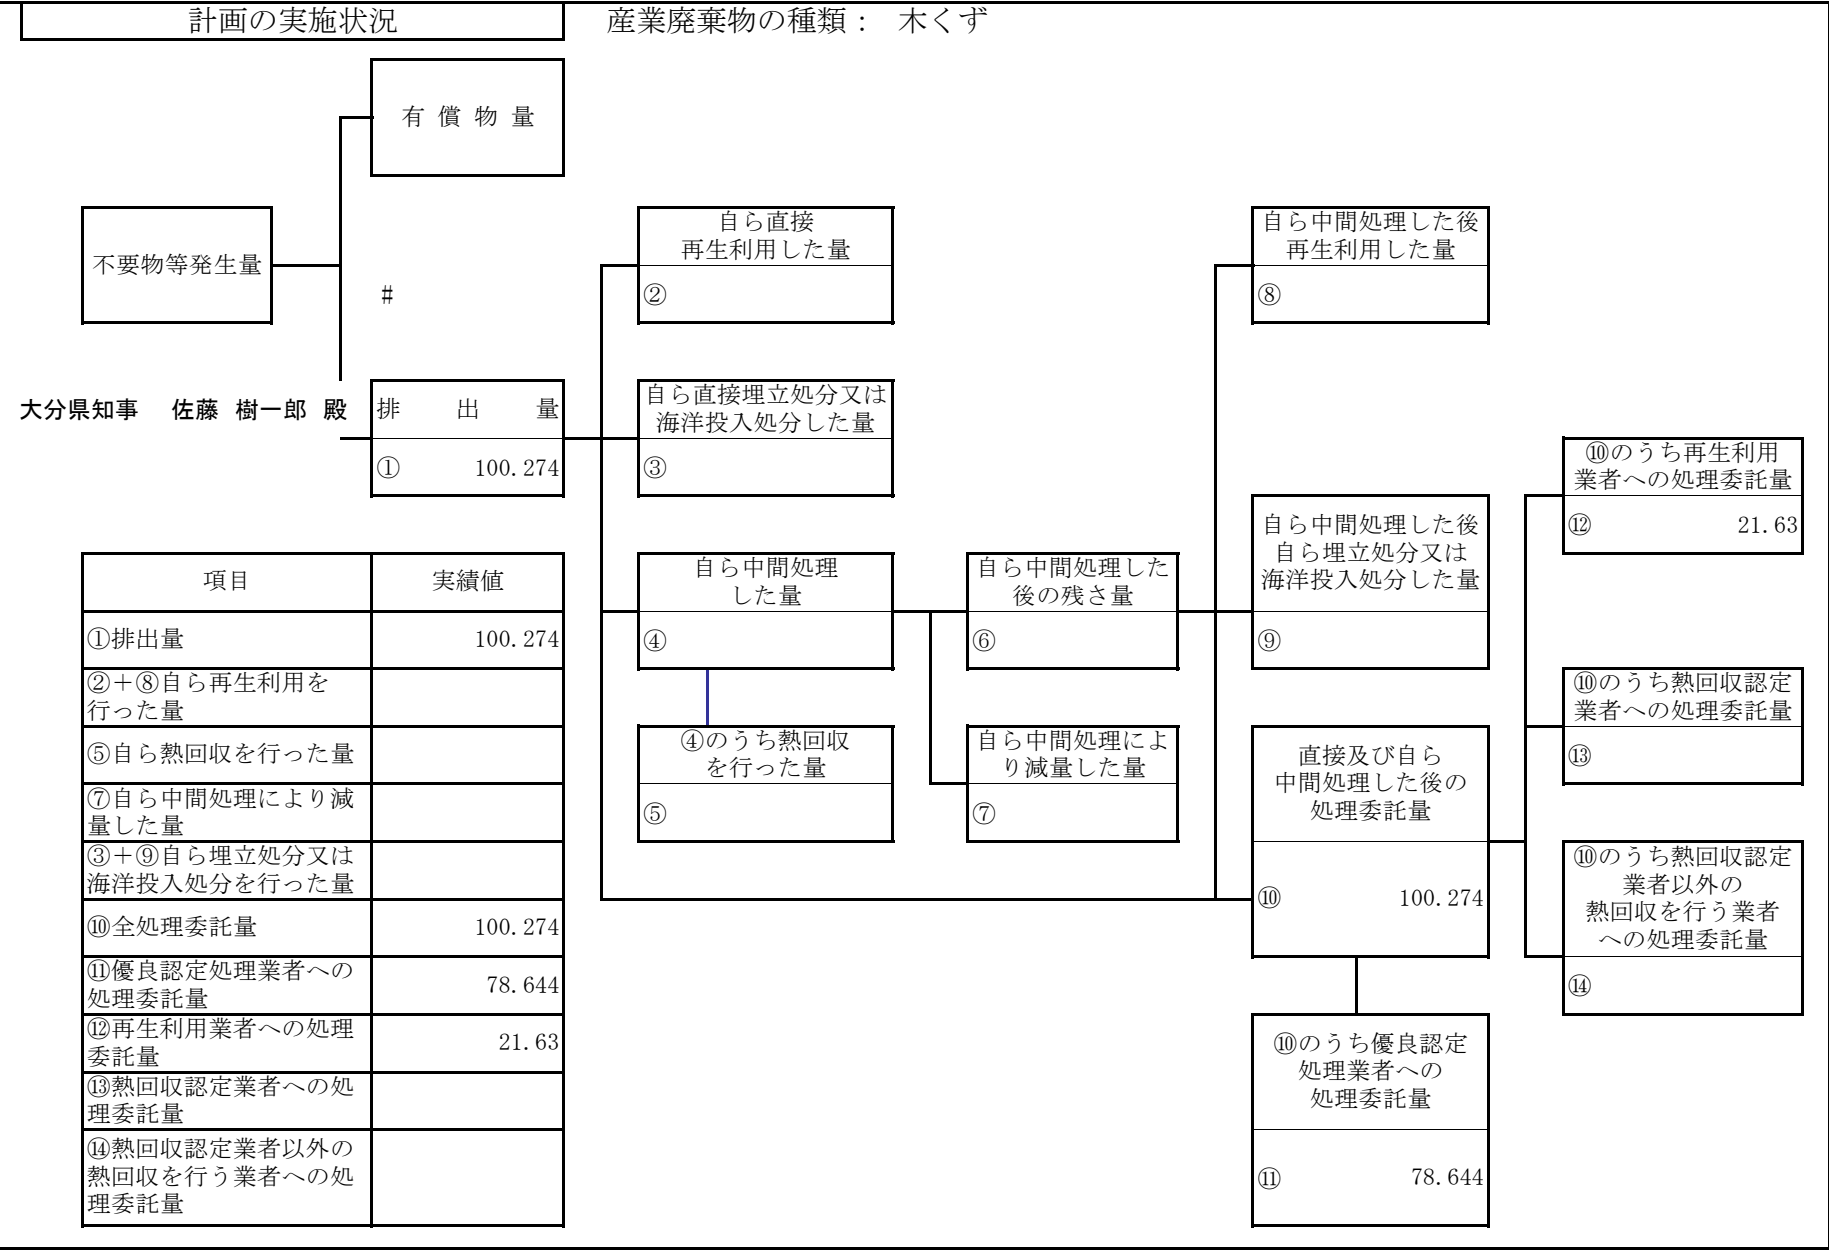 計画の実施状況
産業廃棄物の種類： 木くず
有 償 物 量
不要物等発生量
#
大分県知事 佐藤 樹一郎 殿
排 出 量
① 100.274
自ら直接
再生利用した量
②
自ら直接埋立処分又は
海洋投入処分した量
③
自ら中間処理
した量
④
④のうち熱回収
を行った量
⑤
自ら中間処理した
後の残さ量
⑥
自ら中間処理によ
り減量した量
⑦
自ら中間処理した後
再生利用した量
⑧
自ら中間処理した後
自ら埋立処分又は
海洋投入処分した量
⑨
直接及び自ら
中間処理した後の
処理委託量
⑩ 100.274
⑩のうち優良認定
処理業者への
処理委託量
⑪ 78.644
⑩のうち再生利用
業者への処理委託量
⑫ 21.63
⑩のうち熱回収認定
業者への処理委託量
⑬
⑩のうち熱回収認定
業者以外の
熱回収を行う業者
への処理委託量
⑭
項目 実績値
①排出量 100.274
②＋⑧自ら再生利用を
行った量
⑤自ら熱回収を行った量
⑦自ら中間処理により減
量した量
③＋⑨自ら埋立処分又は
海洋投入処分を行った量
⑩全処理委託量 100.274
⑪優良認定処理業者への
処理委託量 78.644
⑫再生利用業者への処理
委託量 21.63
⑬熱回収認定業者への処
理委託量
⑭熱回収認定業者以外の
熱回収を行う業者への処
理委託量